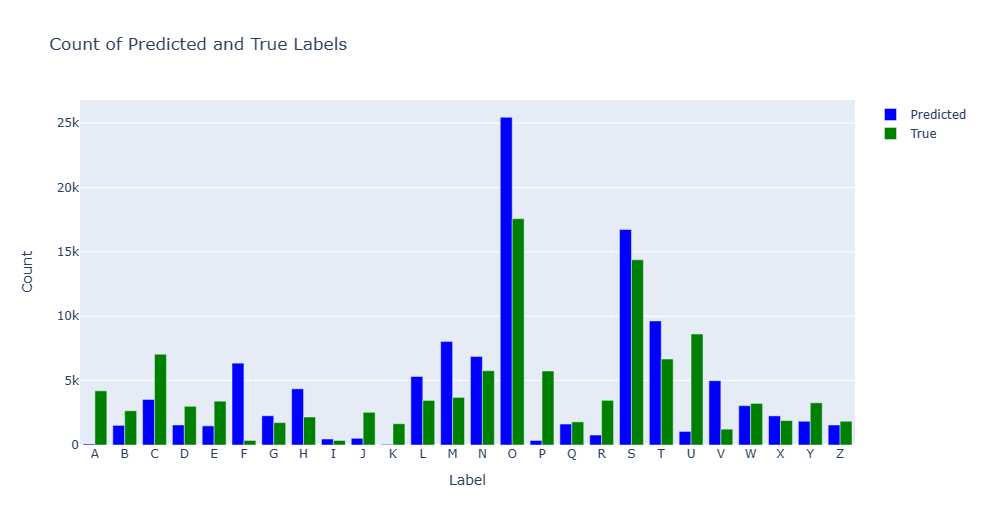 Count of Predicted and True Labels
Predicted
True
25k
20k
15k
10k
5k
0
Count
A B C D E F G H I J K L M N O P Q R S T U V W X Y Z
Label